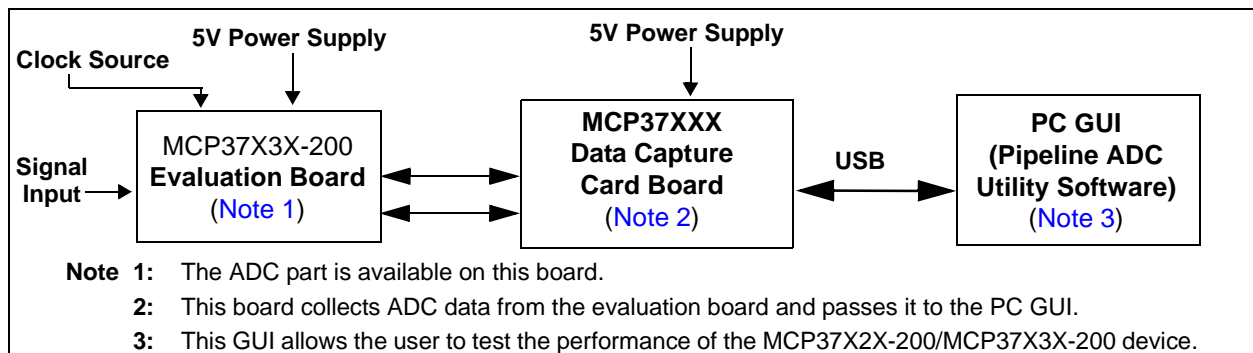 5V Power Supply
5V Power Supply
Clock Source
Signal
Input
MCP37X3X-200
Evaluation Board
(Note 1)
MCP37XXX
Data Capture
Card Board
(Note 2)
USB
PC GUI
(Pipeline ADC
Utility Software)
(Note 3)
Note 1: The ADC part is available on this board.
2: This board collects ADC data from the evaluation board and passes it to the PC GUI.
3: This GUI allows the user to test the performance of the MCP37X2X-200/MCP37X3X-200 device.